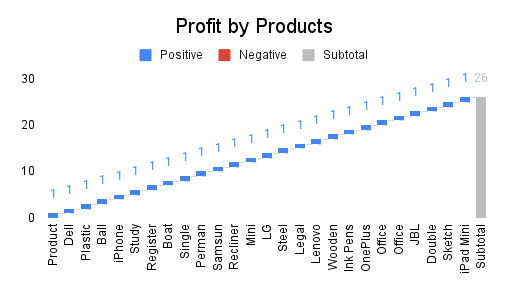 Profit by Products
Positive Negative Subtotal
30
20
10
0
1 1 1 1 1 1 1 1 1 1 1 1 1 1 1 1 1 1 1 1 1 1 1 1 1 1 26
Product
Dell
Plastic
Ball
iPhone
Study
Register
Boat
Single
Perman
Samsun
Recliner
Mini
LG
Steel
Legal
Lenovo
Wooden
Ink Pens
OnePlus
Office
Office
JBL
Double
Sketch
iPad Mini
Subtotal